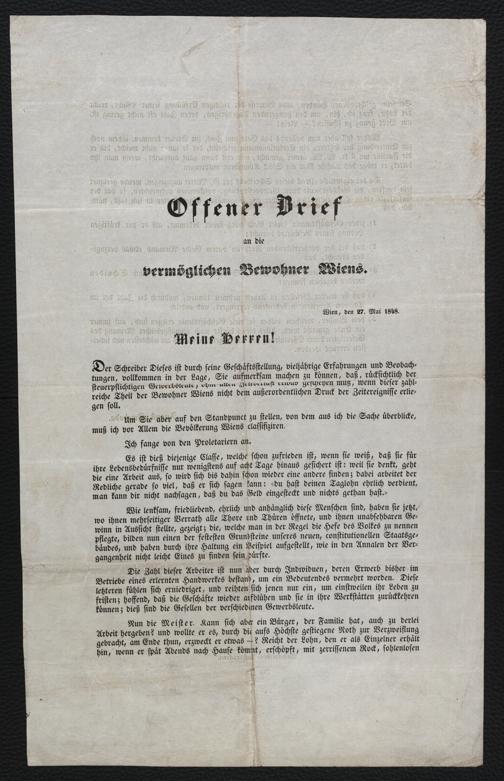 Offener Brief
an die
vermöglichen Bewohner Wiens.
Wien, den 27. Mai 1848.
Meine Herren!
Der Schreiber Dieses ist durch seine Geschäftsstellung, vieljährige Erfahrungen und Beobach-
tungen, vollkommen in der Lage, Sie aufmerksam machen zu können, daß, rücksichtlich der
steuerpflichtigen Gewerbsleute, ohne allen Zeitverlust etwas geschehen muß, wenn dieser zahl-
reiche Theil der Bewohner Wiens nicht dem außerordentlichen Druck der Zeitereignisse erlie-
gen soll.
Um Sie aber auf den Standpunct zu stellen, von dem aus ich die Sache überblicke,
muß ich vor Allem die Bevölkerung Wiens classifiziren.
Ich fange von den Proletariern an.
Es ist dieß diejenige Classe, welche schon zufrieden ist, wenn sie weiß, daß sie für
ihre Lebensbedürfnisse nur wenigstens auf acht Tage hinaus gesichert ist: weil sie denkt, geht
die eine Arbeit aus, so wird sich bis dahin schon wieder eine andere finden; dabei arbeitet der
Redliche gerade so viel, daß er sich sagen kann: »du hast deinen Taglohn ehrlich verdient,
man kann dir nicht nachsagen, daß du das Geld eingesteckt und nichts gethan hast.»
Wie lenksam, friedliebend, ehrlich und anhänglich diese Menschen sind, haben sie jetzt,
wo ihnen mehrseitiger Verrath alle Thore und Thüren öffnete, und ihnen unabsehbaren Ge-
winn in Aussicht stellte, gezeigt; die, welche man in der Regel die Hefe des Volkes zu nennen
pflegte, bilden nun einen der festesten Grundsteine unseres neuen, constitutionellen Staatsge-
bäudes, und haben durch ihre Haltung ein Beispiel aufgestellt, wie in den Annalen der Ver-
gangenheit nicht leicht Eines zu finden sein dürfte.
Die Zahl dieser Arbeiter ist nun aber durch Individuen, deren Erwerb bisher im
Betriebe eines erlernten Handwerkes bestand, um ein Bedeutendes vermehrt worden. Diese
letzteren fühlen sich erniedriget, und reihten sich jenen nur ein, um einstweilen ihr Leben zu
fristen; hoffend, daß die Geschäfte wieder aufblühen und sie in ihre Werkstätten zurückkehren
können; dieß sind die Gesellen der verschiedenen Gewerbsleute.
Nun die Meister. Kann sich aber ein Bürger, der Familie hat, auch zu derlei
Arbeit hergeben? und wollte er es, durch die aufs Höchste gestiegene Noth zur Verzweiflung
gebracht, am Ende thun, erzweckt er etwas –? Reicht der Lohn, den er als Einzelner erhält
hin, wenn er spät Abends nach Hause kömmt, erschöpft, mit zerrissenem Rock, sohlenlosen